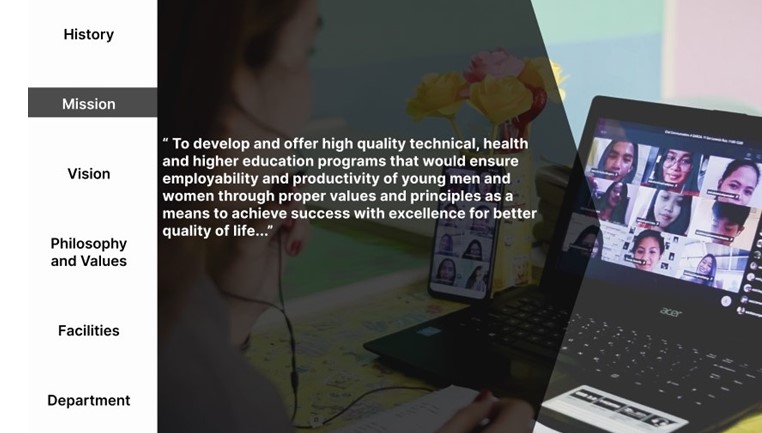 History
Mission
Vision
Philosophy
and Values
Facilities
Department
“ To develop and offer high quality technical, health
and higher education programs that would ensure
employability and productivity of young men and
women through proper values and principles as a
means to achieve success with excellence for better
quality of life...”
acer